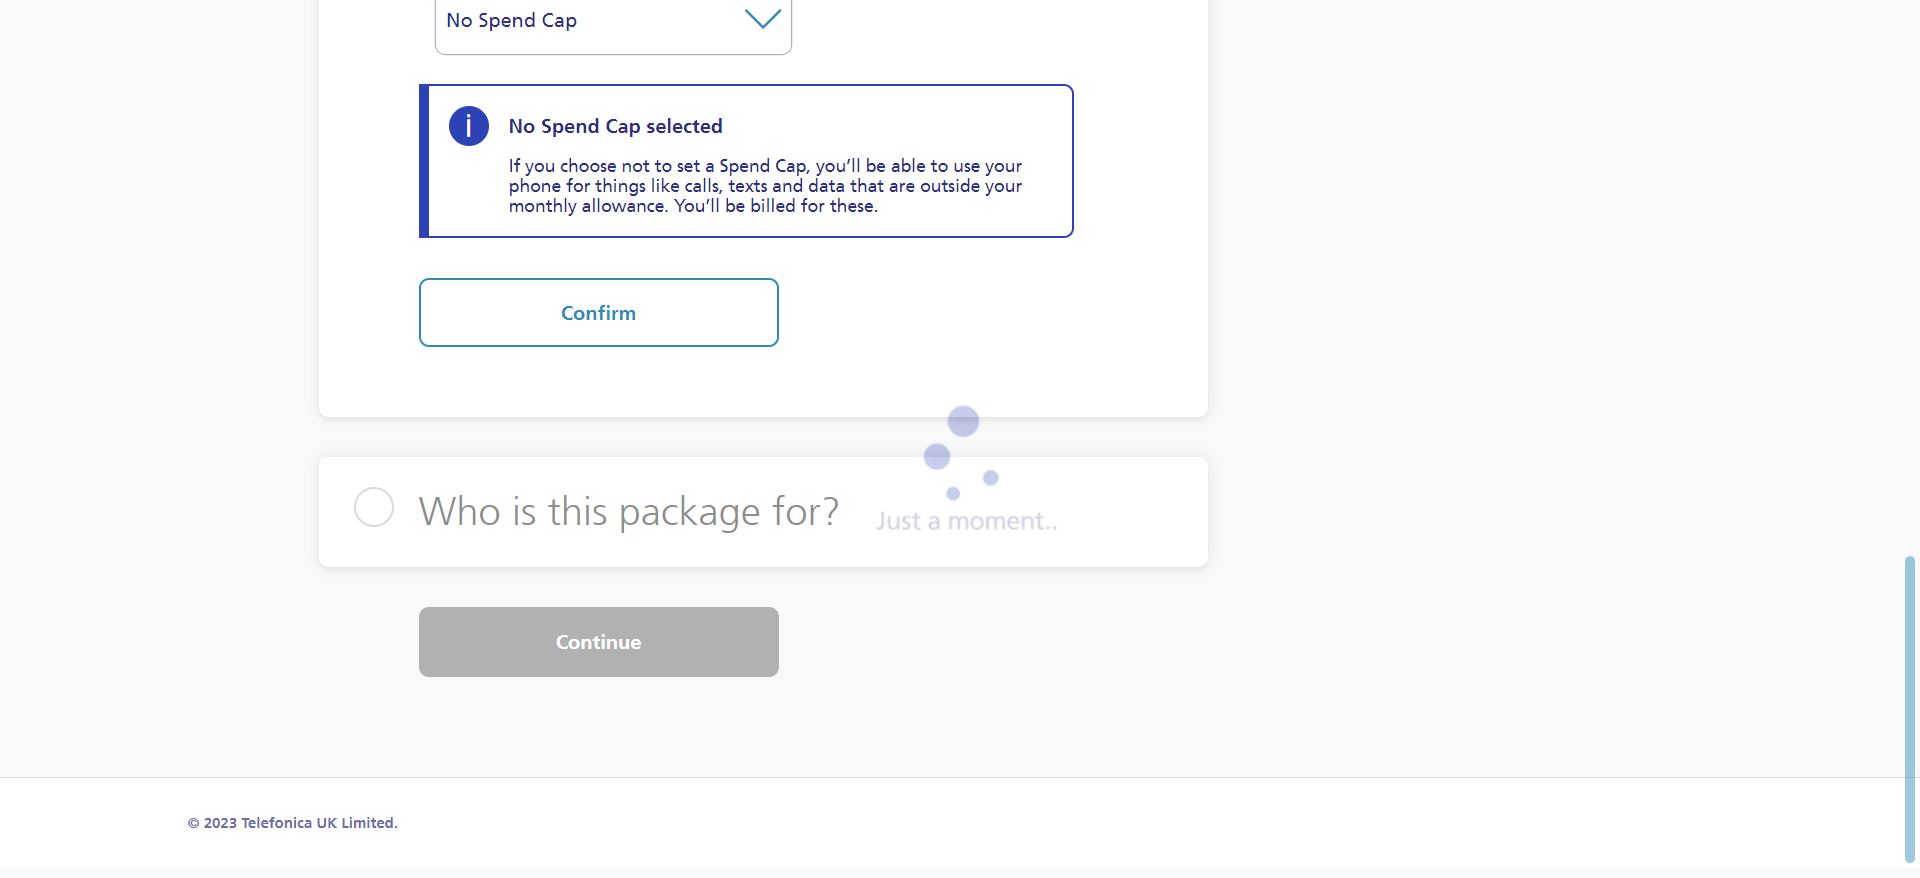 No Spend Cap
No Spend Cap selected
If you choose not to set a Spend Cap, you’ll be able to use your
phone for things like calls, texts and data that are outside your
monthly allowance. You’ll be billed for these.
Confirm
Who is this package for?
Just a moment..
Continue
© 2023 Telefonica UK Limited.